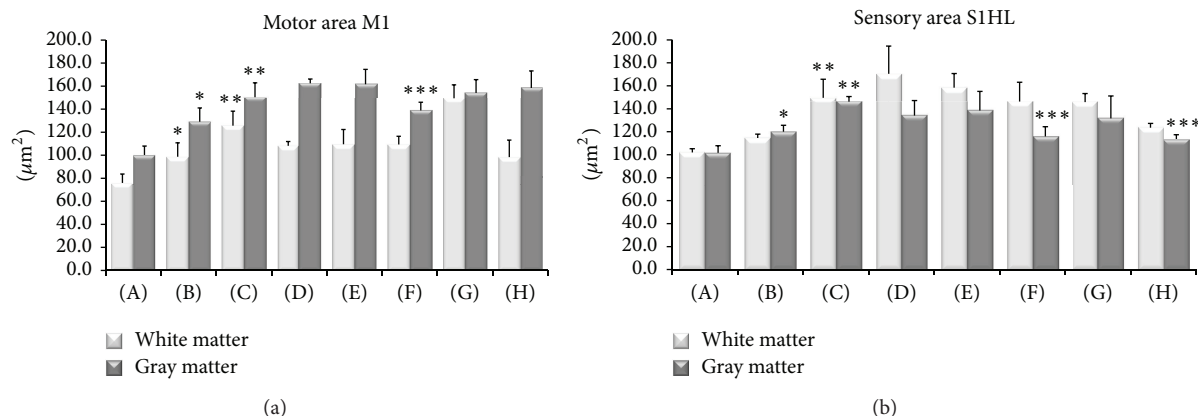 Motor area M1
200.0
180.0
160.0
140.0
120.0
100.0
80.0
60.0
40.0
20.0
0.0
(μm²)
* * ** ** ***
(A) (B) (C) (D) (E) (F) (G) (H)
White matter
Gray matter
(a)
Sensory area S1HL
200.0
180.0
160.0
140.0
120.0
100.0
80.0
60.0
40.0
20.0
0.0
(μm²)
* ** ** *** ***
(A) (B) (C) (D) (E) (F) (G) (H)
White matter
Gray matter
(b)